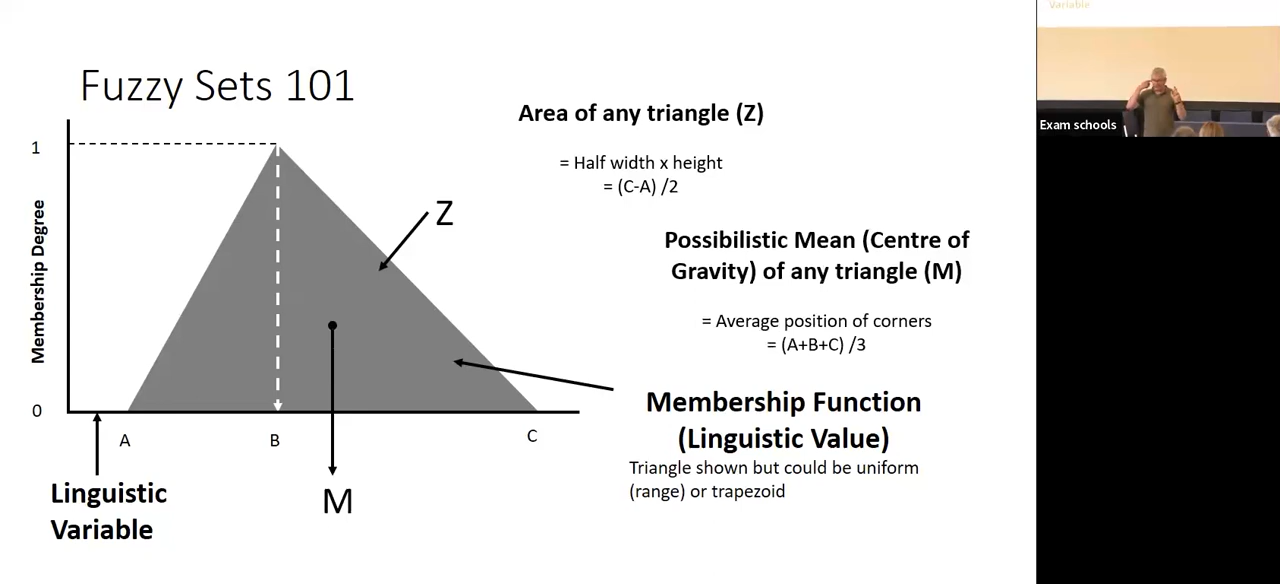 Fuzzy Sets 101
Area of any triangle (Z)
= Half width x height
= (C-A) /2
Possibilistic Mean (Centre of
Gravity) of any triangle (M)
= Average position of corners
= (A+B+C) /3
Membership Function
(Linguistic Value)
Triangle shown but could be uniform
(range) or trapezoid
1
Membership Degree
0
Z
A
B
C
M
Linguistic
Variable
Variable
Exam schools